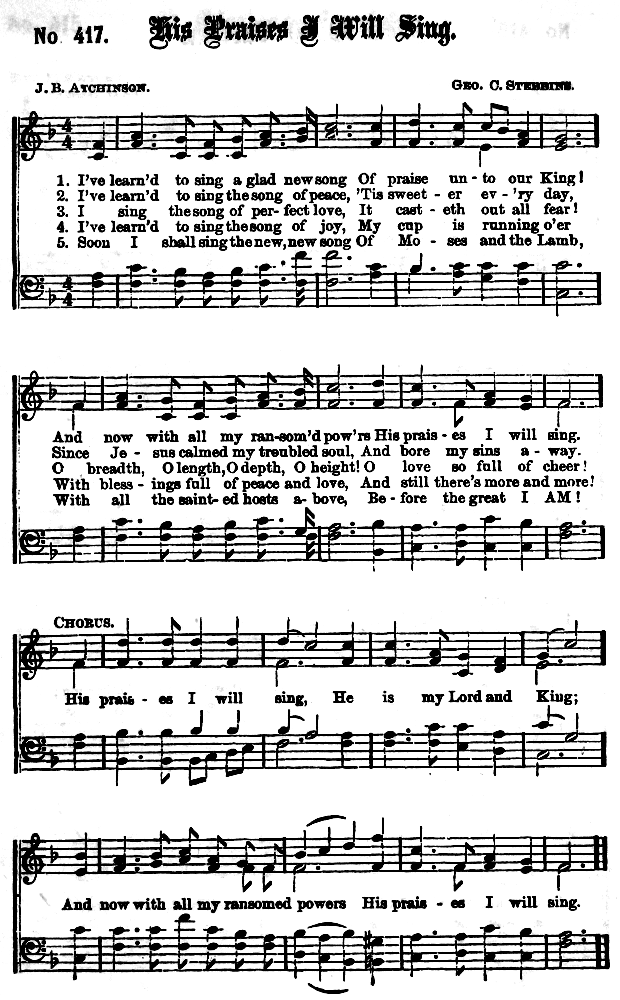 No 417. His Praises I Will Sing.
J. B. ATCHINSON. GEO. C. STEBBINS.
1. I've learn'd to sing a glad new song Of praise un - to our King!
2. I've learn'd to sing the song of peace, 'Tis sweet - er ev - 'ry day,
3. I sing the song of per- fect love, It cast - eth out all fear!
4. I've learn'd to sing the song of joy, My cup is running o'er
5. Soon I shall sing the new, new song Of Mo - ses and the Lamb,
And now with all my ran-som'd pow'rs His prais - es I will sing.
Since Je - sus calmed my troubled soul, And bore my sins a - way.
O breadth, O length, O depth, O height! O love so full of cheer!
With bless - ings full of peace and love, And still there's more and more!
With all the saint-ed hosts a- bove, Be - fore the great I AM!
CHORUS.
His prais - es I will sing, He is my Lord and King;
And now with all my ransomed powers His prais - es I will sing.